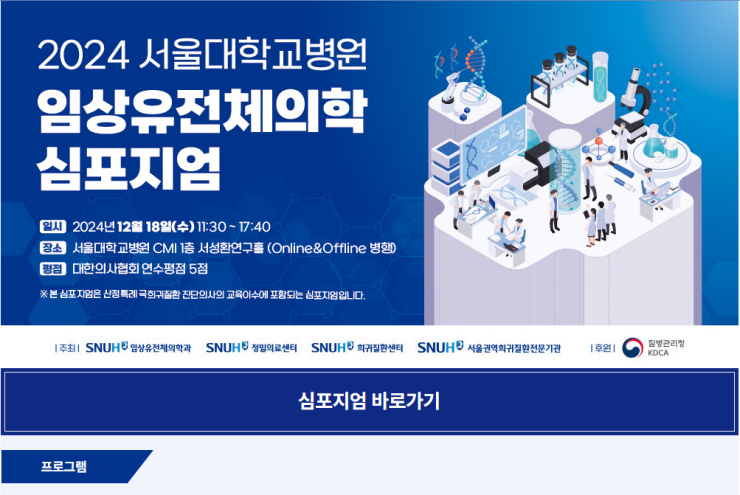 2024 서울대학교병원
임상유전체의학
심포지엄
일시 2024년 12월 18일(수) 11:30 ~ 17:40
장소 서울대학교병원 CMI 1층 서성환연구홀 (Online&Offline 병행)
평점 대한의사협회 연수평점 5점
※ 본 심포지엄은 산정특례 극희귀질환 진단의사의 교육이수에 포함되는 심포지엄입니다.
| 주최 | SNUH 임상유전체의학과 SNUH 정밀의료센터 SNUH 희귀질환센터 SNUH 서울권역희귀질환전문기관 | 후원 | 질병관리청
KDCA
심포지엄 바로가기
프로그램